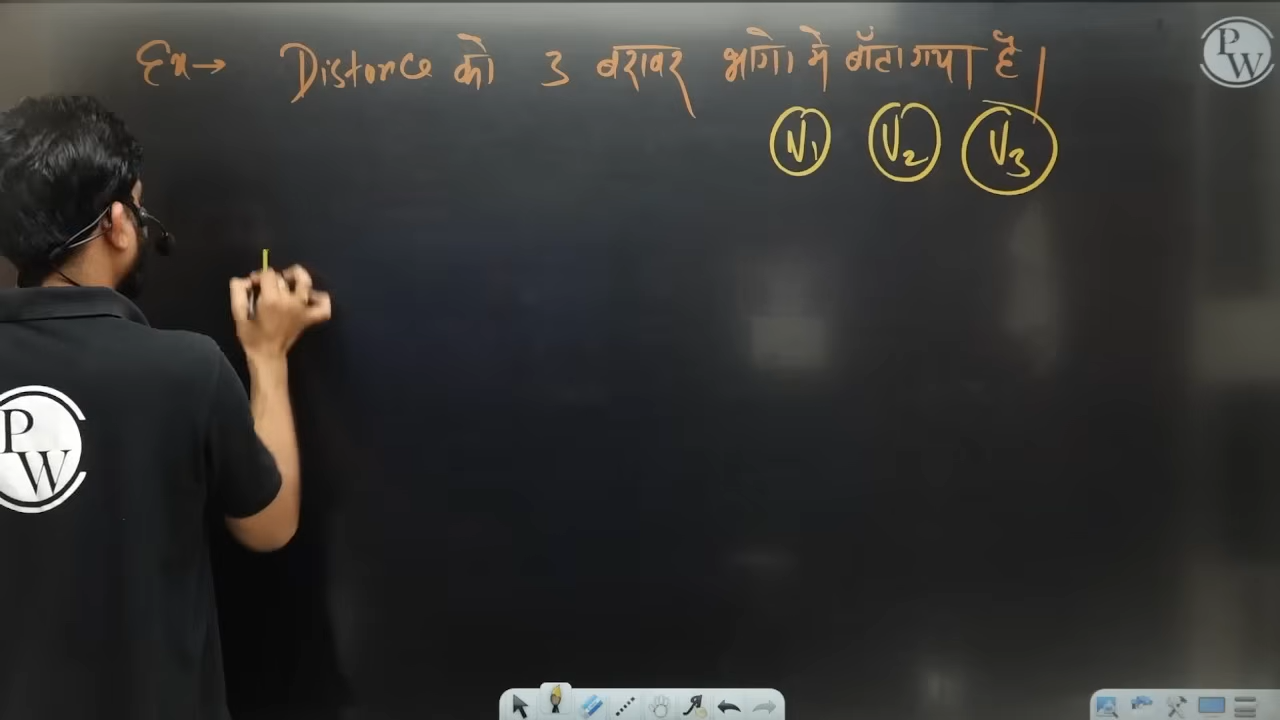 Ex→ Distance को 3 बराबर भागो में बाँटा गया है।
V₁ V₂ V₃
PW
PW